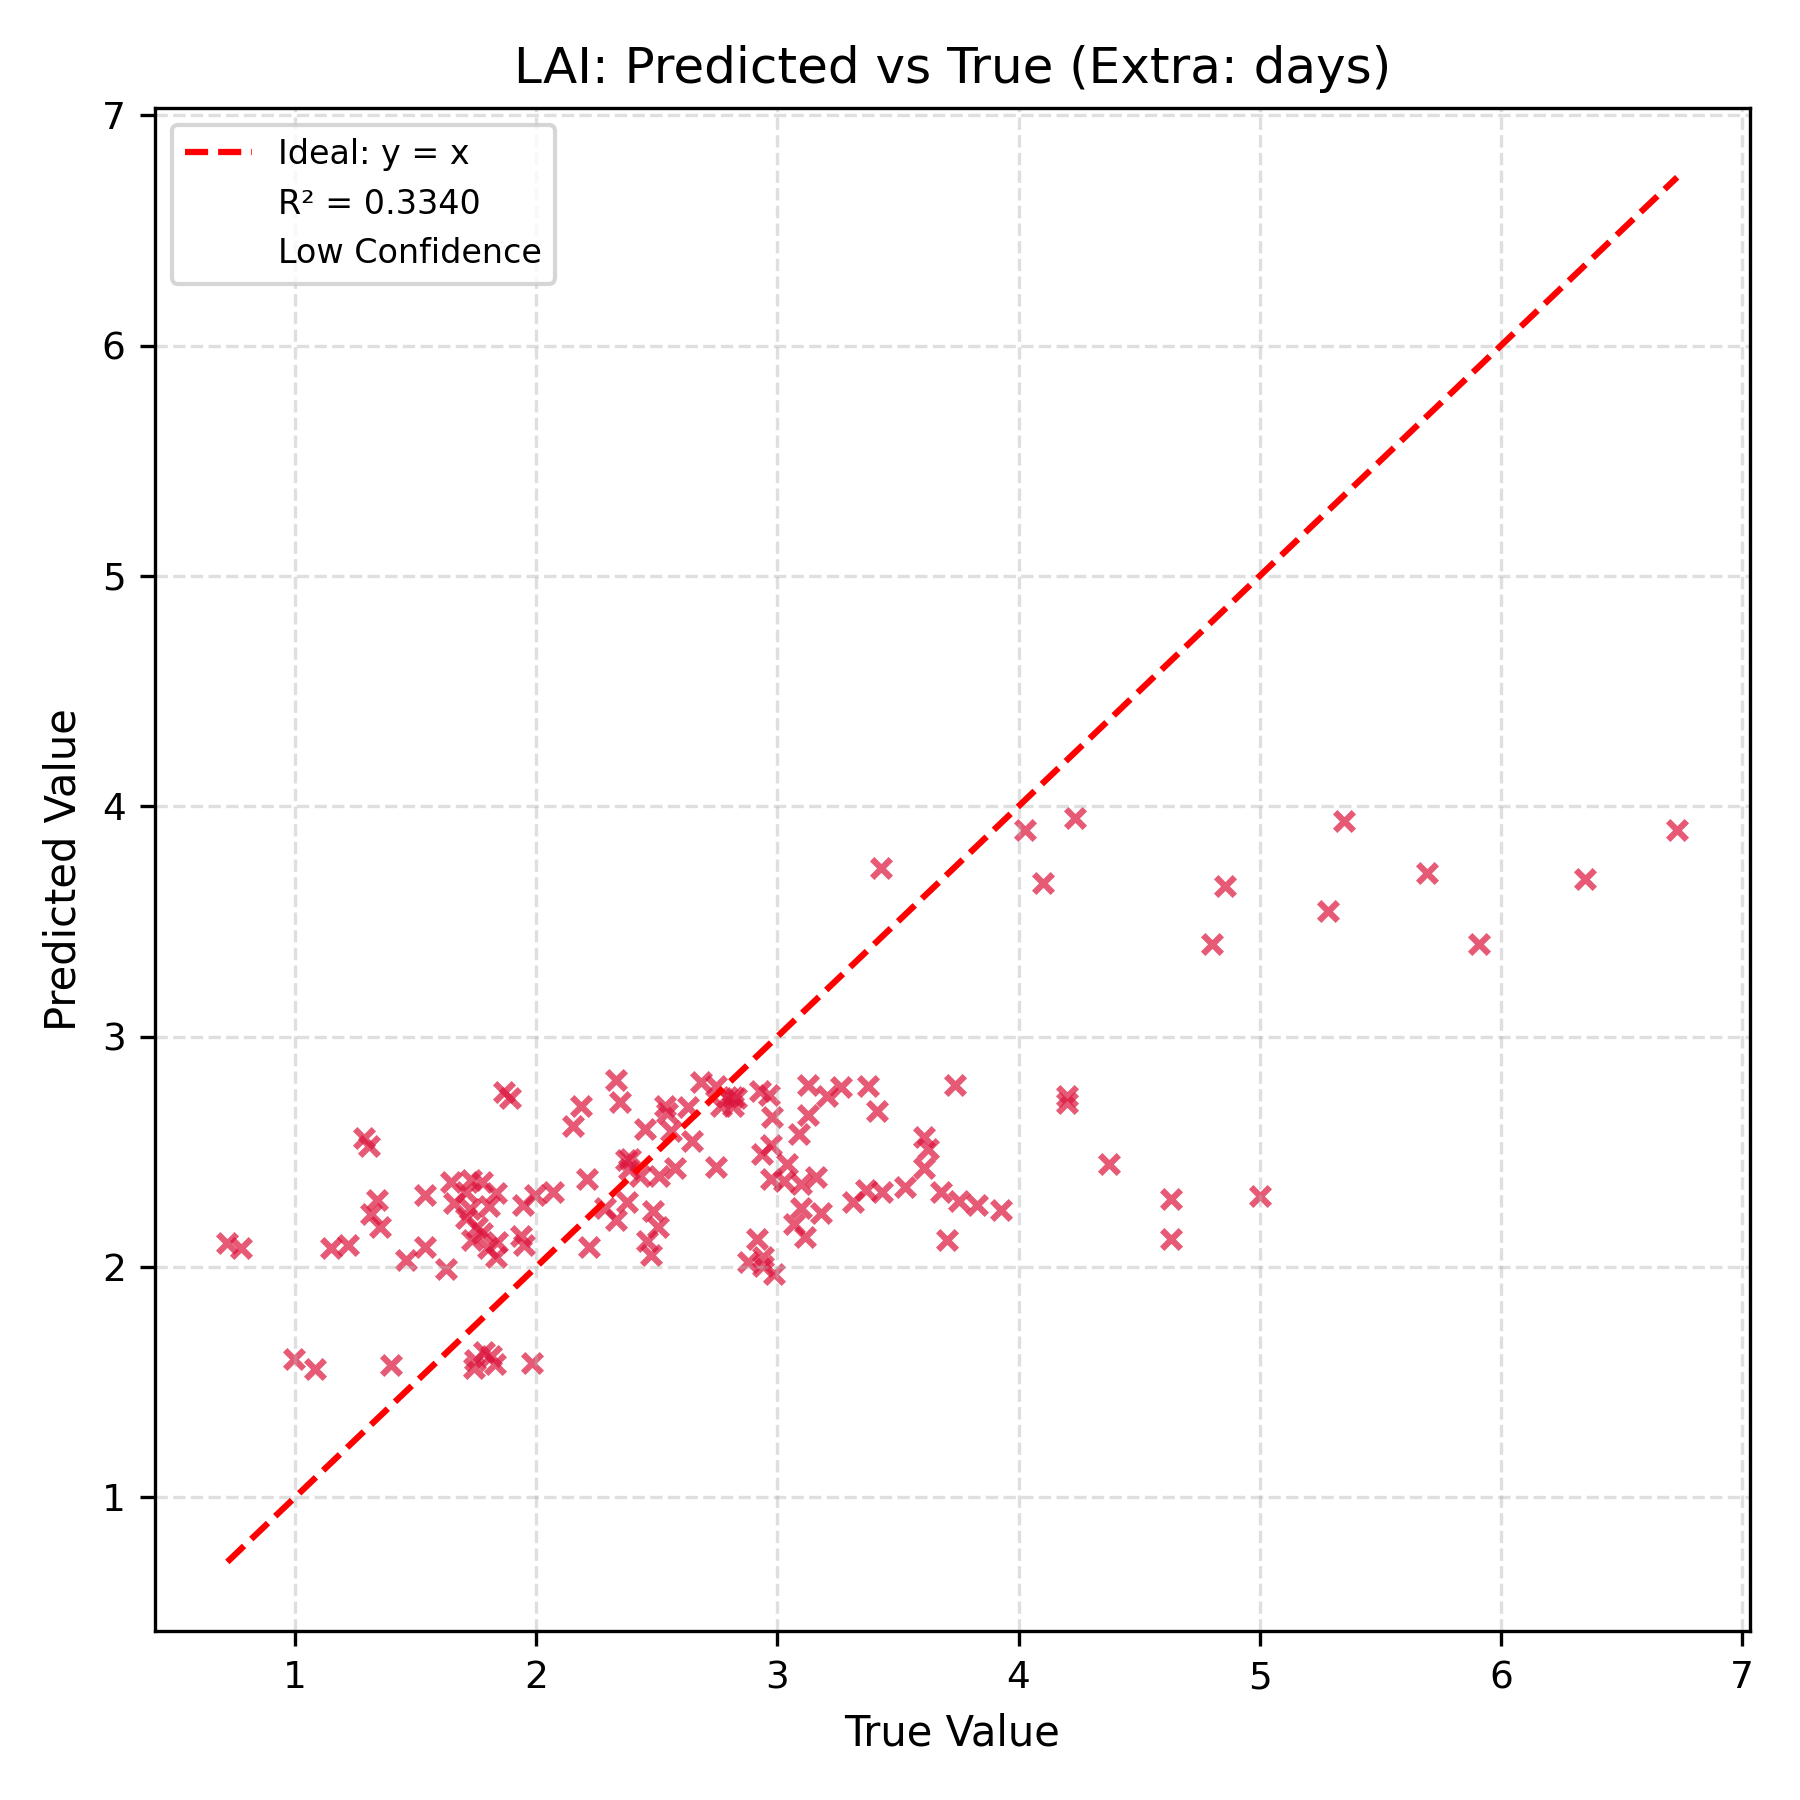 LAI: Predicted vs True (Extra: days)
Ideal: y = x
R² = 0.3340
Low Confidence
Predicted Value
7
6
5
4
3
2
1
1 2 3 4 5 6 7
True Value